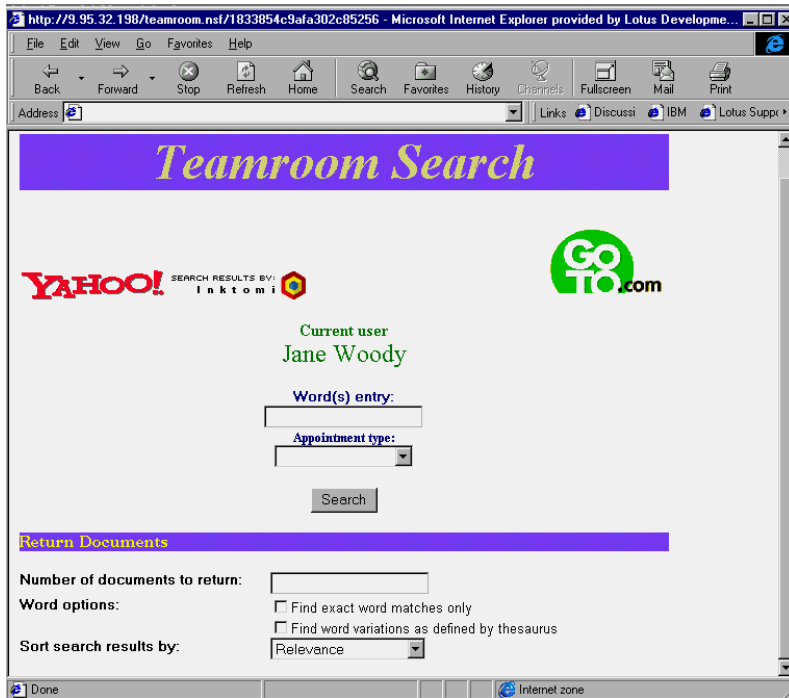 http://9.95.32.198/teamroom.nsf/1833854c9afa302c85256 - Microsoft Internet Explorer provided by Lotus Developme...
File Edit View Go Favorites Help
Back Forward Stop Refresh Home Search Favorites History Channels Fullscreen Mail Print
Address Links Discussi IBM Lotus Suppo
Teamroom Search
YAHOO! SEARCH RESULTS BY: GO
Inktomi TO.com
Current user
Jane Woody
Word(s) entry:
Appointment type:
Search
Return Documents
Number of documents to return:
Word options: Find exact word matches only
Find word variations as defined by thesaurus
Sort search results by: Relevance
Done Internet zone